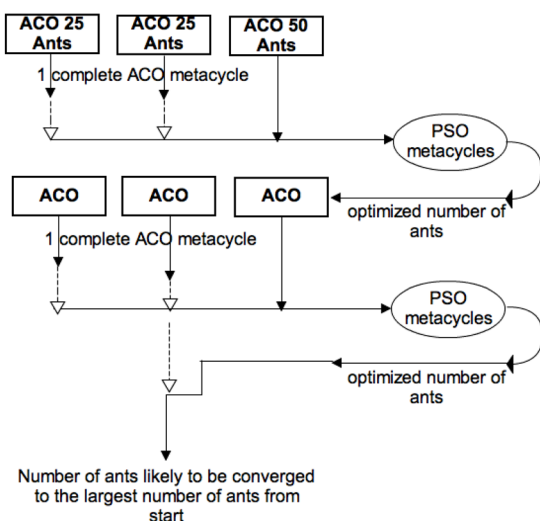 ACO 25 Ants
ACO 25 Ants
ACO 50 Ants
1 complete ACO metacycle
PSO
metacycles
optimized number of
ants
ACO
ACO
ACO
1 complete ACO metacycle
PSO
metacycles
optimized number of
ants
Number of ants likely to be converged
to the largest number of ants from
start